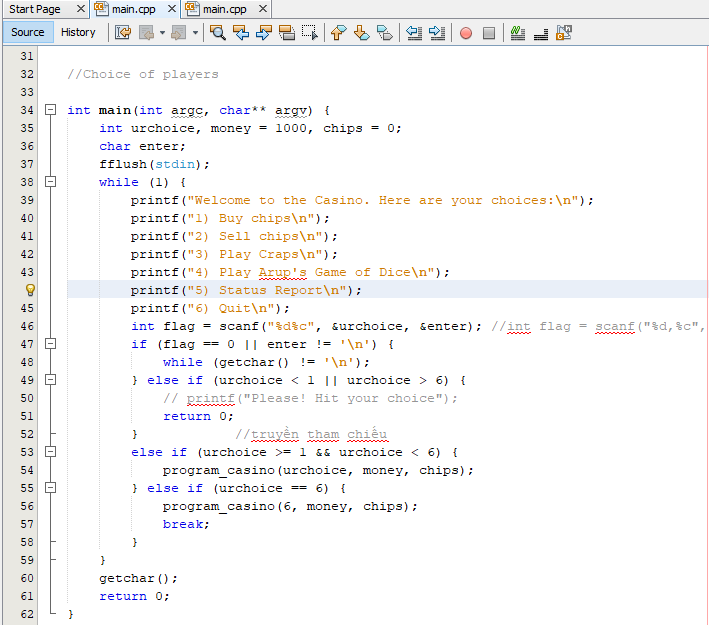 Start Page main.cpp main.cpp
Source History
31
32 //Choice of players
33
34 int main(int argc, char** argv) {
35 int urchoice, money = 1000, chips = 0;
36 char enter;
37 fflush(stdin);
38 while (1) {
39 printf("Welcome to the Casino. Here are your choices:\n");
40 printf("1) Buy chips\n");
41 printf("2) Sell chips\n");
42 printf("3) Play Craps\n");
43 printf("4) Play Arup's Game of Dice\n");
printf("5) Status Report\n");
45 printf("6) Quit\n");
46 int flag = scanf("%d%c", &urchoice, &enter); //int flag = scanf("%d,%c",
47 if (flag == 0 || enter != '\n') {
48 while (getchar() != '\n');
49 } else if (urchoice < 1 || urchoice > 6) {
50 // printf("Please! Hit your choice");
51 return 0;
52 } //truyền tham chiếu
53 else if (urchoice >= 1 && urchoice < 6) {
54 program_casino(urchoice, money, chips);
55 } else if (urchoice == 6) {
56 program_casino(6, money, chips);
57 break;
58 }
59 }
60 getchar();
61 return 0;
62 }